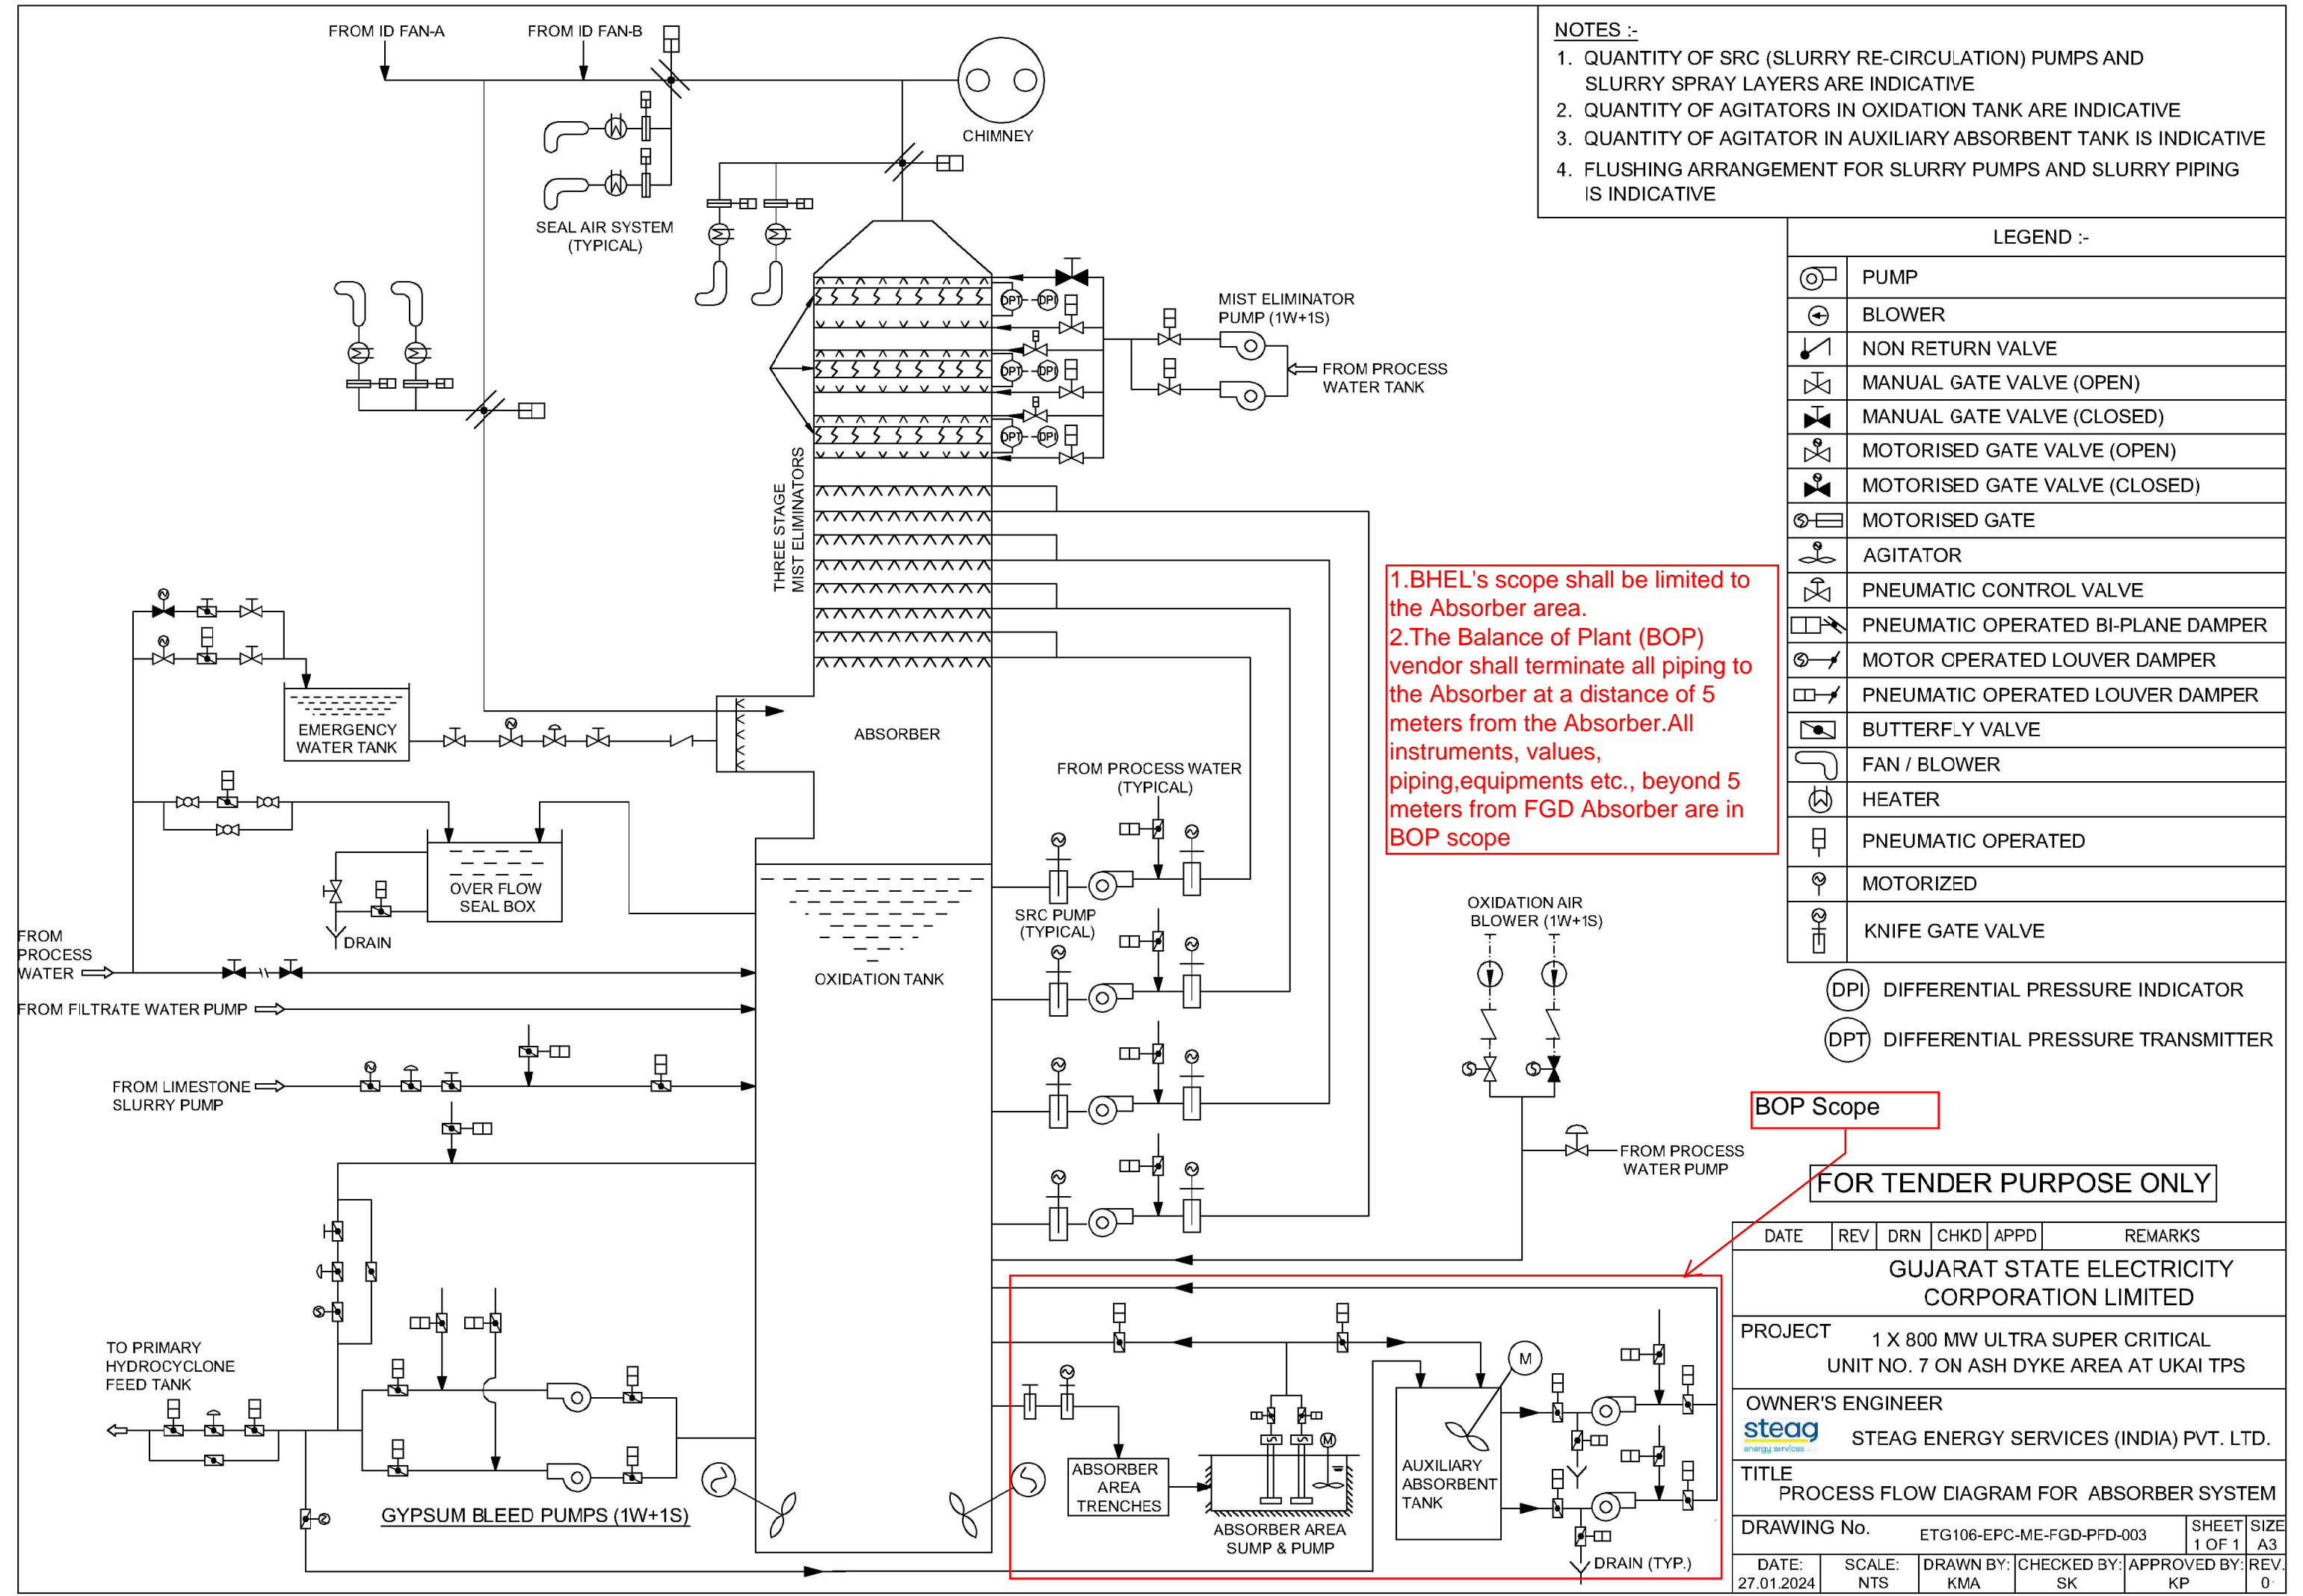 FROM ID FAN-A
FROM ID FAN-B
CHIMNEY
SEAL AIR SYSTEM
(TYPICAL)
NOTES :-
1. QUANTITY OF SRC (SLURRY RE-CIRCULATION) PUMPS AND
SLURRY SPRAY LAYERS ARE INDICATIVE
2. QUANTITY OF AGITATORS IN OXIDATION TANK ARE INDICATIVE
3. QUANTITY OF AGITATOR IN AUXILIARY ABSORBENT TANK IS INDICATIVE
4. FLUSHING ARRANGEMENT FOR SLURRY PUMPS AND SLURRY PIPING
IS INDICATIVE
LEGEND :-
PUMP
BLOWER
NON RETURN VALVE
MANUAL GATE VALVE (OPEN)
MANUAL GATE VALVE (CLOSED)
MOTORISED GATE VALVE (OPEN)
MOTORISED GATE VALVE (CLOSED)
MOTORISED GATE
AGITATOR
PNEUMATIC CONTROL VALVE
PNEUMATIC OPERATED BI-PLANE DAMPER
MOTOR OPERATED LOUVER DAMPER
PNEUMATIC OPERATED LOUVER DAMPER
BUTTERFLY VALVE
FAN / BLOWER
HEATER
PNEUMATIC OPERATED
MOTORIZED
KNIFE GATE VALVE
DPI DIFFERENTIAL PRESSURE INDICATOR
DPT DIFFERENTIAL PRESSURE TRANSMITTER
DPT DPI
DPT DPI
DPT DPI
MIST ELIMINATOR
PUMP (1W+1S)
FROM PROCESS
WATER TANK
THREE STAGE
MIST ELIMINATORS
1.BHEL's scope shall be limited to
the Absorber area.
2.The Balance of Plant (BOP)
vendor shall terminate all piping to
the Absorber at a distance of 5
meters from the Absorber.All
instruments, values,
piping,equipments etc., beyond 5
meters from FGD Absorber are in
BOP scope
EMERGENCY
WATER TANK
ABSORBER
FROM PROCESS WATER
(TYPICAL)
OVER FLOW
SEAL BOX
DRAIN
SRC PUMP
(TYPICAL)
OXIDATION AIR
BLOWER (1W+1S)
FROM
PROCESS
WATER
OXIDATION TANK
FROM FILTRATE WATER PUMP
FROM LIMESTONE
SLURRY PUMP
FROM PROCESS
WATER PUMP
BOP Scope
FOR TENDER PURPOSE ONLY
TO PRIMARY
HYDROCYCLONE
FEED TANK
GYPSUM BLEED PUMPS (1W+1S)
M
M
ABSORBER
AREA
TRENCHES
ABSORBER AREA
SUMP & PUMP
AUXILIARY
ABSORBENT
TANK
DRAIN (TYP.)
DATE REV DRN CHKD APPD REMARKS
GUJARAT STATE ELECTRICITY
CORPORATION LIMITED
PROJECT
1 X 800 MW ULTRA SUPER CRITICAL
UNIT NO. 7 ON ASH DYKE AREA AT UKAI TPS
OWNER'S ENGINEER
steag
energy services
STEAG ENERGY SERVICES (INDIA) PVT. LTD.
TITLE
PROCESS FLOW DIAGRAM FOR ABSORBER SYSTEM
DRAWING No. ETG106-EPC-ME-FGD-PFD-003
SHEET SIZE
1 OF 1 A3
DATE: SCALE: DRAWN BY: CHECKED BY: APPROVED BY: REV.
27.01.2024 NTS KMA SK KP 0